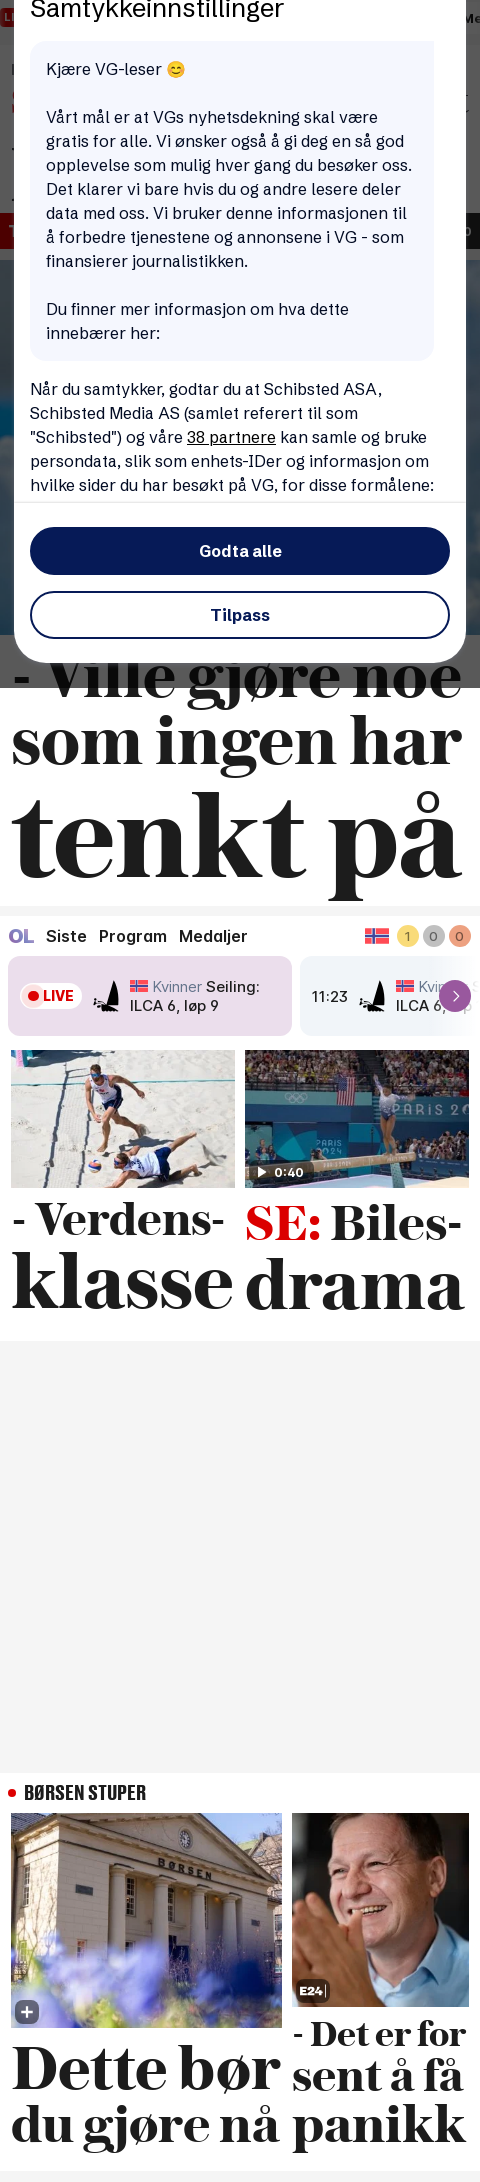 Samtykkeinnstillinger
Kjære VG-leser 😊
Vårt mål er at VGs nyhetsdekning skal være
gratis for alle. Vi ønsker også å gi deg en så god
opplevelse som mulig hver gang du besøker oss.
Det klarer vi bare hvis du og andre lesere deler
data med oss. Vi bruker denne informasjonen til
å forbedre tjenestene og annonsene i VG - som
finansierer journalistikken.
Du finner mer informasjon om hva dette
innebærer her:
Når du samtykker, godtar du at Schibsted ASA,
Schibsted Media AS (samlet referert til som
"Schibsted") og våre 38 partnere kan samle og bruke
persondata, slik som enhets-IDer og informasjon om
hvilke sider du har besøkt på VG, for disse formålene:
Godta alle
Tilpass
- Ville gjøre noe
som ingen har
tenkt på
OL Siste Program Medaljer 1 0 0
LIVE Kvinner Seiling:
ILCA 6, løp 9
11:23
ILCA 6,
PARIS 2024
0:40
- Verdens-
klasse
SE: Biles-
drama
BØRSEN STUPER
BØRSEN
E24
Dette bør
du gjøre nå
- Det er for
sent å få
panikk